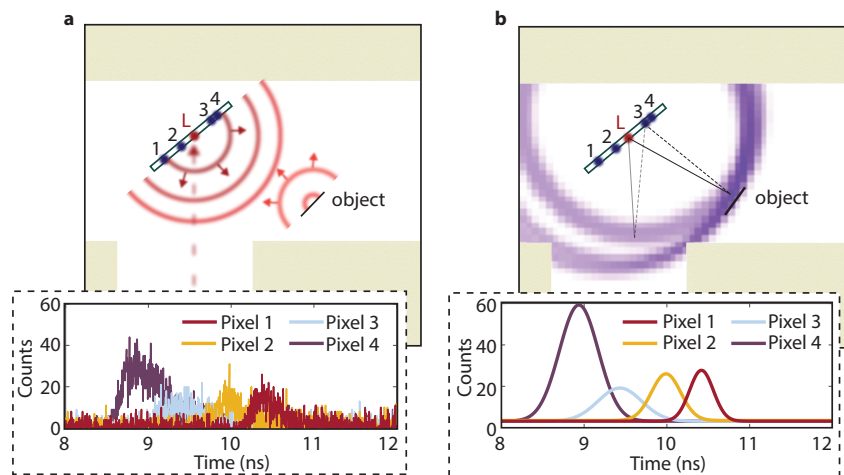 a
1
2
L
3
4
object
60
40
20
0
Counts
Pixel 1
Pixel 3
Pixel 2
Pixel 4
8
9
10
11
12
Time (ns)
b
1
2
L
3
4
object
60
40
20
0
Counts
Pixel 1
Pixel 3
Pixel 2
Pixel 4
8
9
10
11
12
Time (ns)